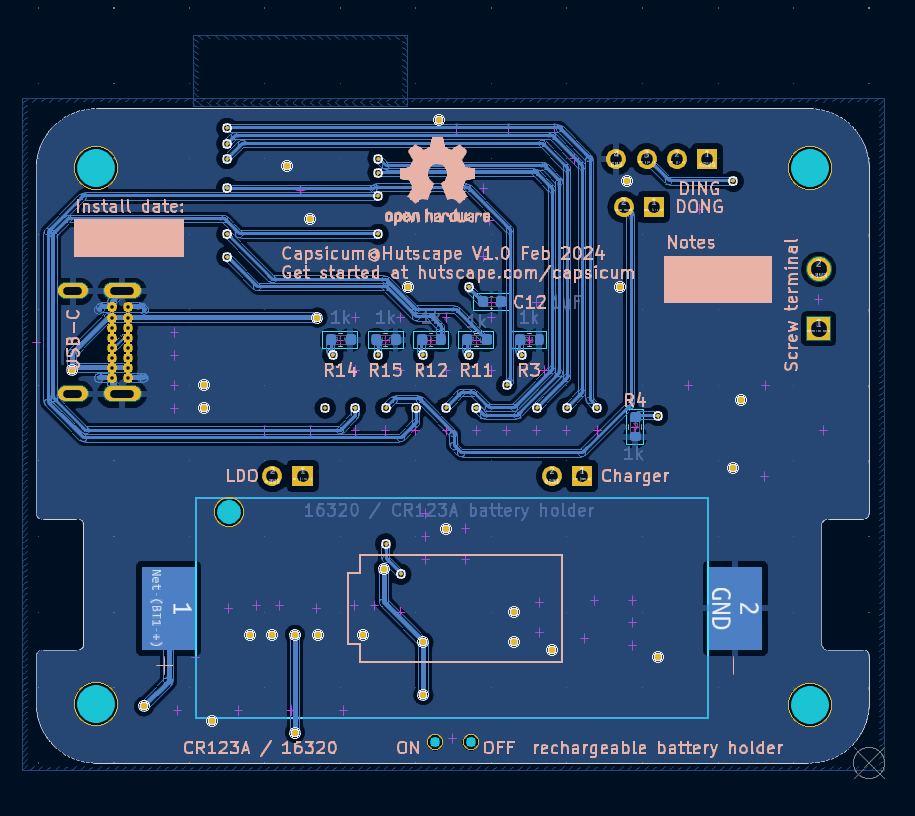 DING
DONG
Install date:
open hardware
Notes
Capsicum@Hutscape V1.0 Feb 2024
Get started at hutscape.com/capsicum
Screw terminal
2
1
USB-C
C12 1uF
1k 1k 1k 1k
R14 R15 R12 R11 R3
R4
1k
LDO
Charger
16320 / CR123A battery holder
1
Net-(BT1-+)
2
GND
CR123A / 16320
ON OFF rechargeable battery holder